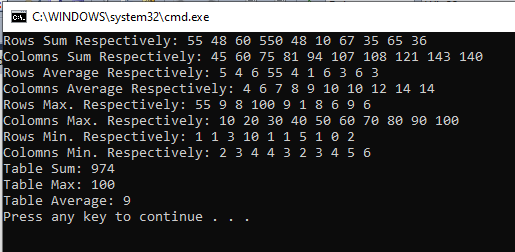 C:\WINDOWS\system32\cmd.exe
Rows Sum Respectively: 55 48 60 550 48 10 67 35 65 36
Colomns Sum Respectively: 45 60 75 81 94 107 108 121 143 140
Rows Average Respectively: 5 4 6 55 4 1 6 3 6 3
Colomns Average Respectively: 4 6 7 8 9 10 10 12 14 14
Rows Max. Respectively: 55 9 8 100 9 1 8 6 9 6
Colomns Max. Respectively: 10 20 30 40 50 60 70 80 90 100
Rows Min. Respectively: 1 1 3 10 1 1 5 1 0 2
Colomns Min. Respectively: 2 3 4 4 3 2 3 4 5 6
Table Sum: 974
Table Max: 100
Table Average: 9
Press any key to continue . . .